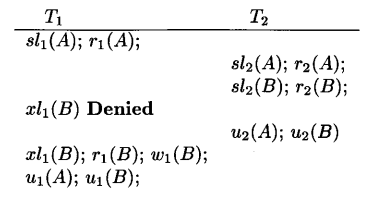 T₁ T₂
sl₁(A); r₁(A);
sl₂(A); r₂(A);
sl₂(B); r₂(B);
xl₁(B) Denied
u₂(A); u₂(B)
xl₁(B); r₁(B); w₁(B);
u₁(A); u₁(B);